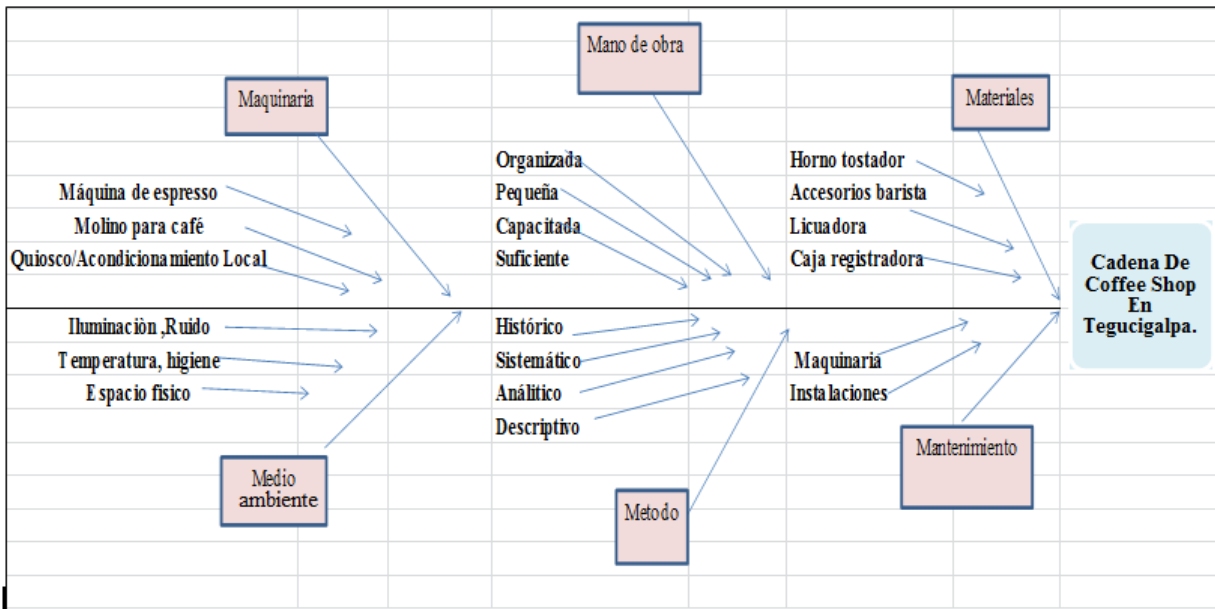 Mano de obra
Maquinaria
Materiales
Organizada
Pequeña
Capacitada
Suficiente
Horno tostador
Accesorios barista
Licuadora
Caja registradora
Máquina de espresso
Molino para café
Quiosco/Acondicionamiento Local
Cadena De
Coffee Shop
En
Tegucigalpa.
Iluminaciòn ,Ruido
Temperatura, higiene
Espacio físico
Histórico
Sistemático
Análitico
Descriptivo
Maquinaria
Instalaciones
Medio
ambiente
Metodo
Mantenimiento